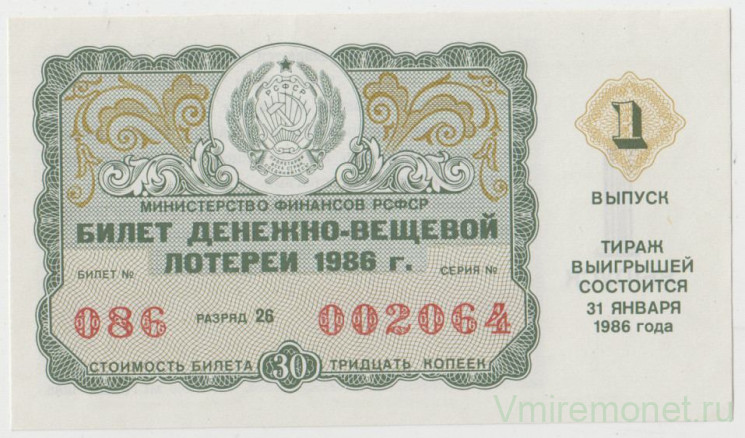 РСФСР
МИНИСТЕРСТВО ФИНАНСОВ РСФСР
БИЛЕТ ДЕНЕЖНО-ВЕЩЕВОЙ
ЛОТЕРЕИ 1986 г.
БИЛЕТ № СЕРИЯ №
086 РАЗРЯД 26 002064
СТОИМОСТЬ БИЛЕТА 30 ТРИДЦАТЬ КОПЕЕК
1
ВЫПУСК
ТИРАЖ
ВЫИГРЫШЕЙ
СОСТОИТСЯ
31 ЯНВАРЯ
1986 года
Vmiremonet.ru